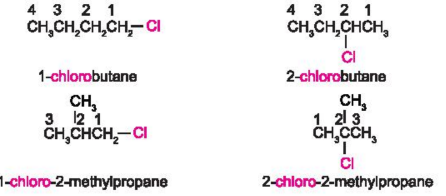 4 3 2 1
CH₃CH₂CH₂CH₂—Cl
1-chlorobutane
4 3 2 1
CH₃CH₂CHCH₃
Cl
2-chlorobutane
CH₃
3 2 1
CH₃CHCH₂—Cl
1-chloro-2-methylpropane
CH₃
1 2 3
CH₃CCH₃
Cl
2-chloro-2-methylpropane